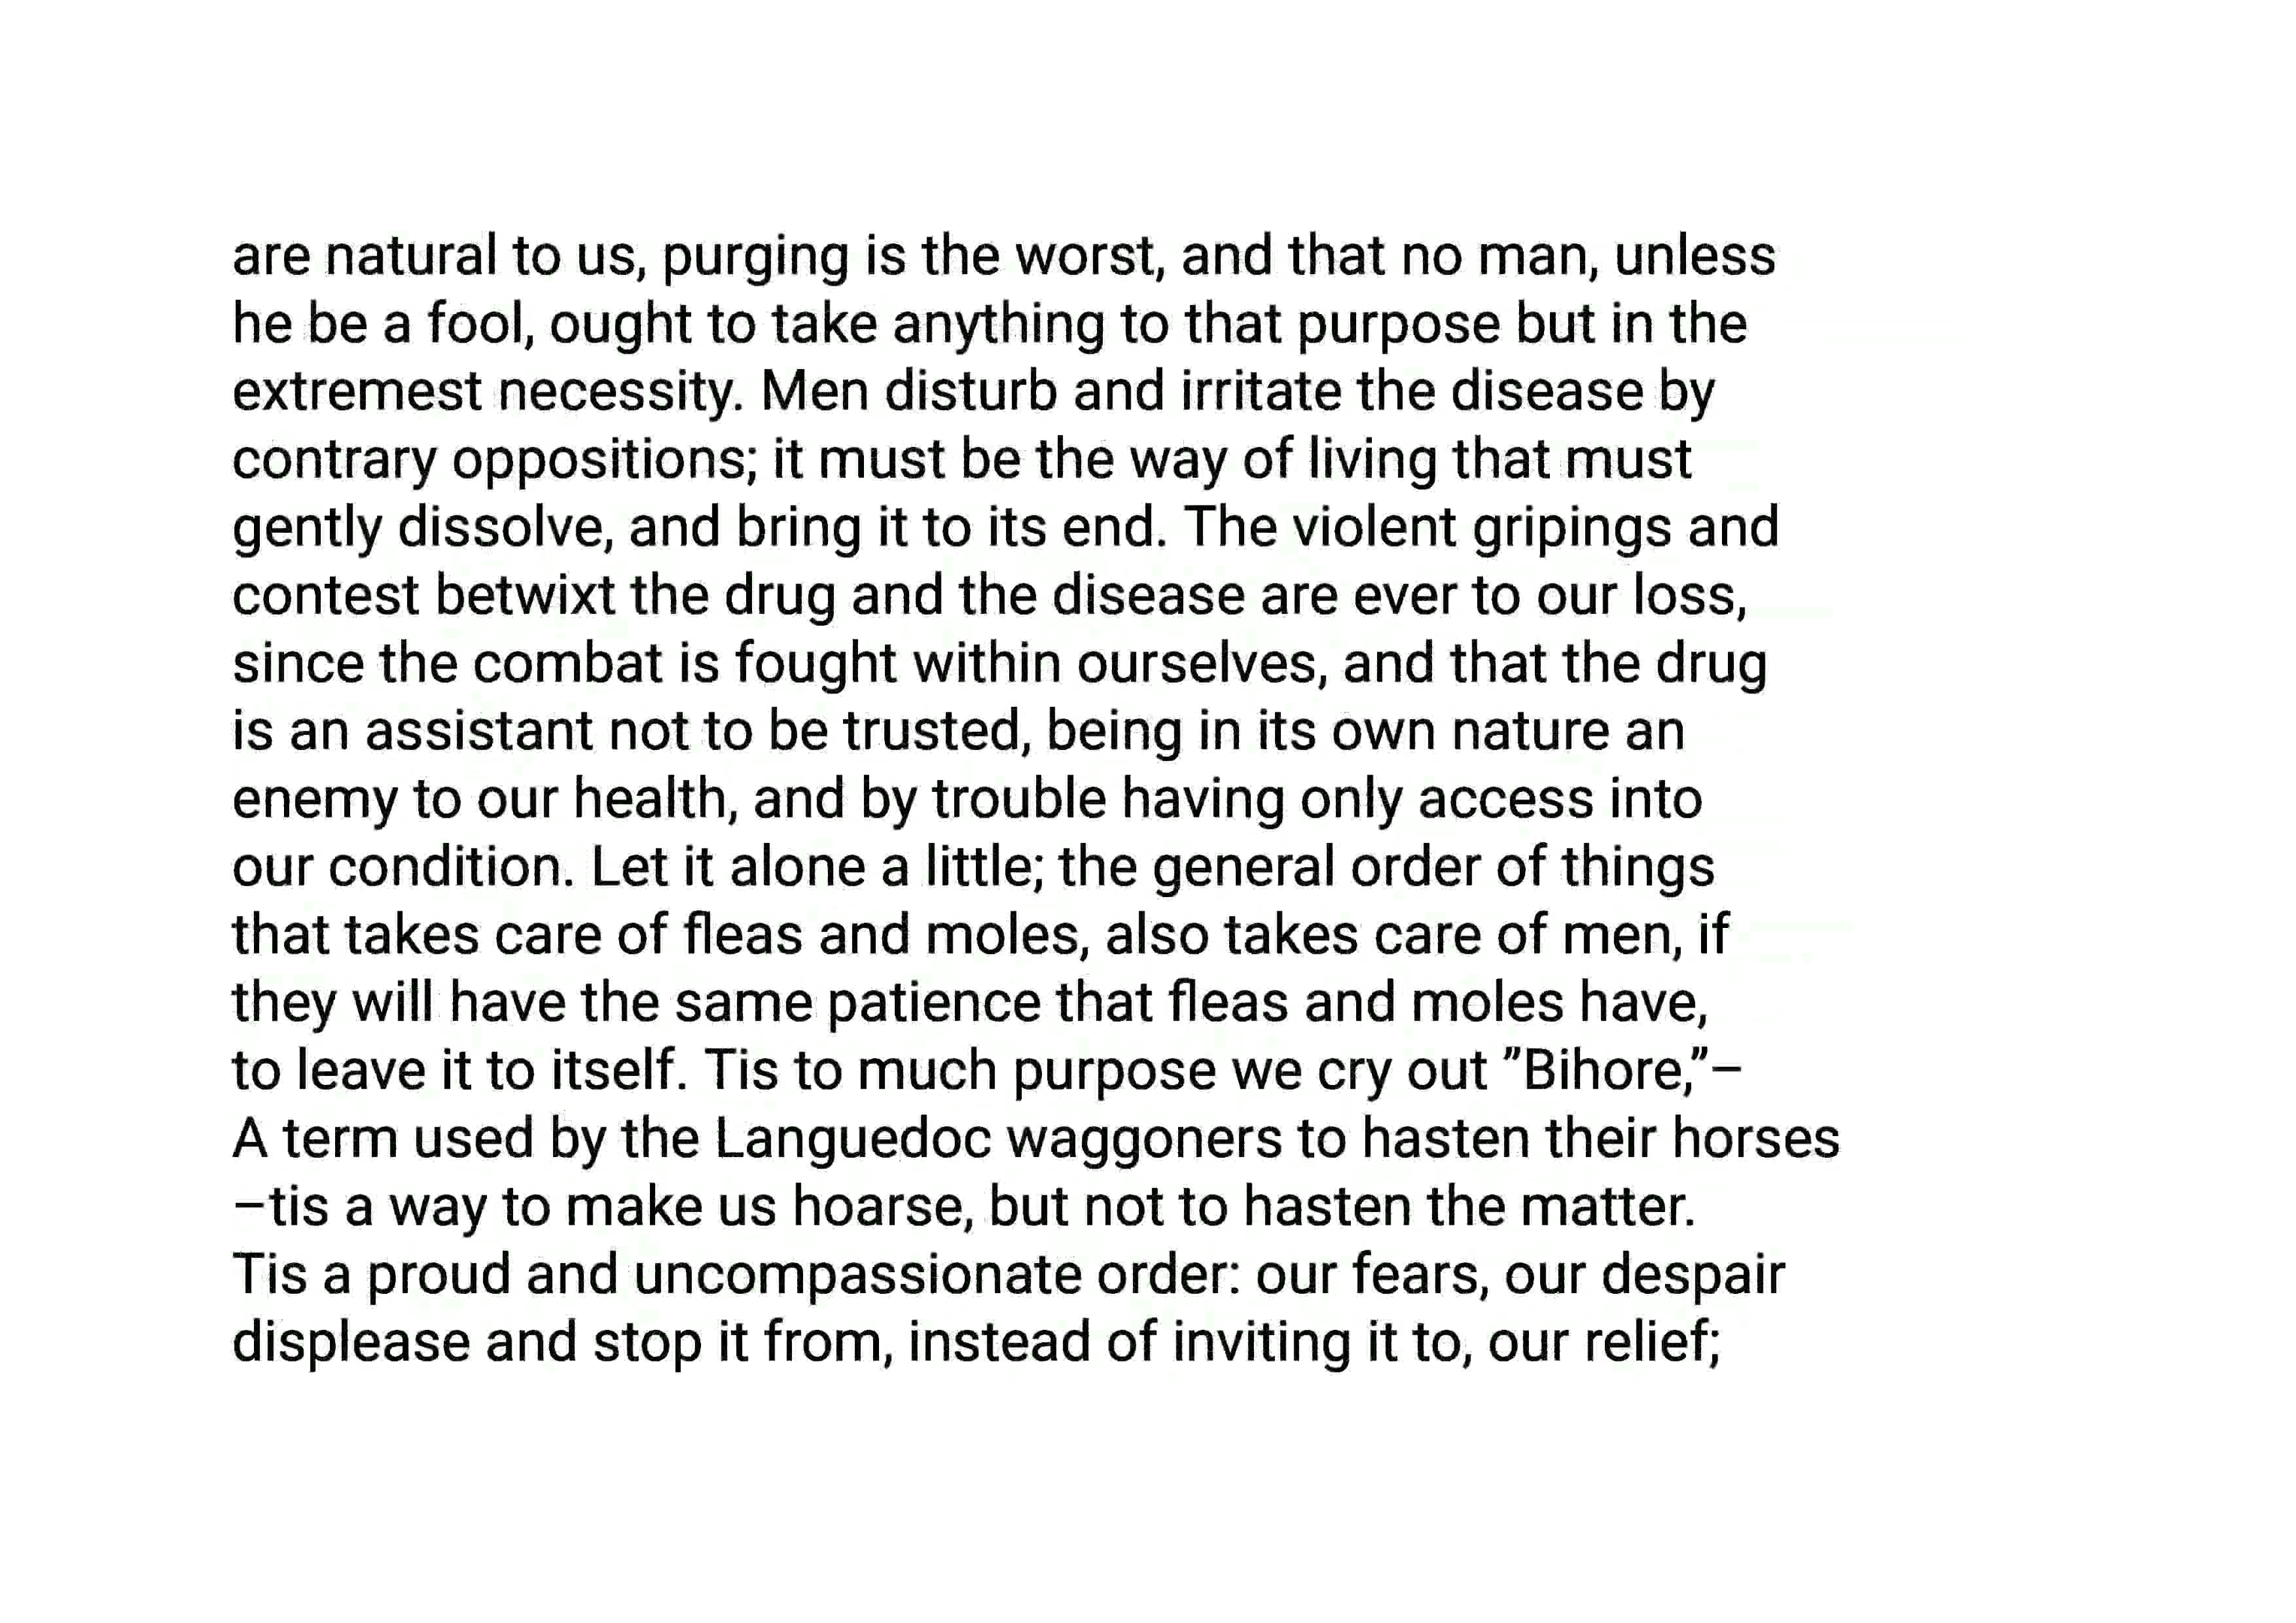 are natural to us, purging is the worst, and that no man, unless
he be a fool, ought to take anything to that purpose but in the
extremest necessity. Men disturb and irritate the disease by
contrary oppositions; it must be the way of living that must
gently dissolve, and bring it to its end. The violent gripings and
contest betwixt the drug and the disease are ever to our loss,
since the combat is fought within ourselves, and that the drug
is an assistant not to be trusted, being in its own nature an
enemy to our health, and by trouble having only access into
our condition. Let it alone a little; the general order of things
that takes care of fleas and moles, also takes care of men, if
they will have the same patience that fleas and moles have,
to leave it to itself. Tis to much purpose we cry out ”Bihore,”–
A term used by the Languedoc waggoners to hasten their horses
–tis a way to make us hoarse, but not to hasten the matter.
Tis a proud and uncompassionate order: our fears, our despair
displease and stop it from, instead of inviting it to, our relief;